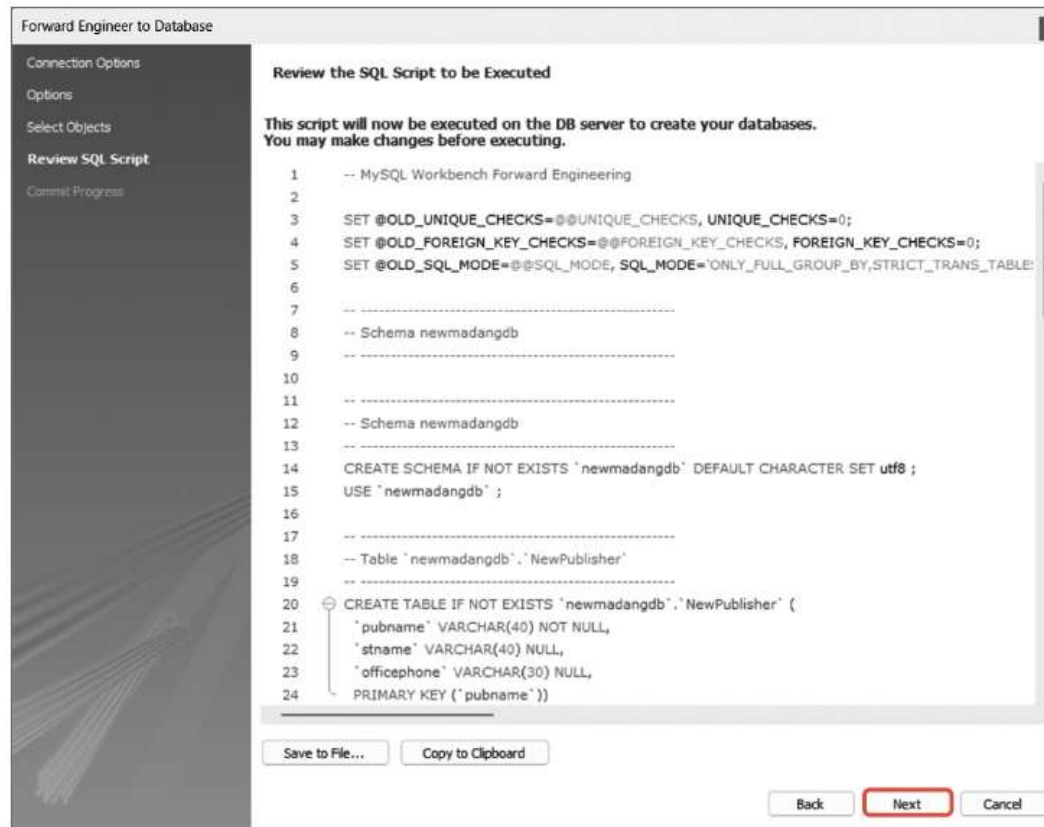 Forward Engineer to Database
Connection Options
Options
Select Objects
Review SQL Script
Commit Progress
Review the SQL Script to be Executed
This script will now be executed on the DB server to create your databases.
You may make changes before executing.
1 -- MySQL Workbench Forward Engineering
2
3 SET @OLD_UNIQUE_CHECKS=@@UNIQUE_CHECKS, UNIQUE_CHECKS=0;
4 SET @OLD_FOREIGN_KEY_CHECKS=@@FOREIGN_KEY_CHECKS, FOREIGN_KEY_CHECKS=0;
5 SET @OLD_SQL_MODE=@@SQL_MODE, SQL_MODE='ONLY_FULL_GROUP_BY,STRICT_TRANS_TABLES
6
7 -- -----------------------------------------------------
8 -- Schema newmadangdb
9 -- -----------------------------------------------------
10
11 -- -----------------------------------------------------
12 -- Schema newmadangdb
13 -- -----------------------------------------------------
14 CREATE SCHEMA IF NOT EXISTS `newmadangdb` DEFAULT CHARACTER SET utf8 ;
15 USE `newmadangdb` ;
16
17 -- -----------------------------------------------------
18 -- Table `newmadangdb`.`NewPublisher`
19 -- -----------------------------------------------------
20 CREATE TABLE IF NOT EXISTS `newmadangdb`.`NewPublisher` (
21 `pubname` VARCHAR(40) NOT NULL,
22 `stname` VARCHAR(40) NULL,
23 `officephone` VARCHAR(30) NULL,
24 PRIMARY KEY (`pubname`))
Save to File... Copy to Clipboard
Back Next Cancel